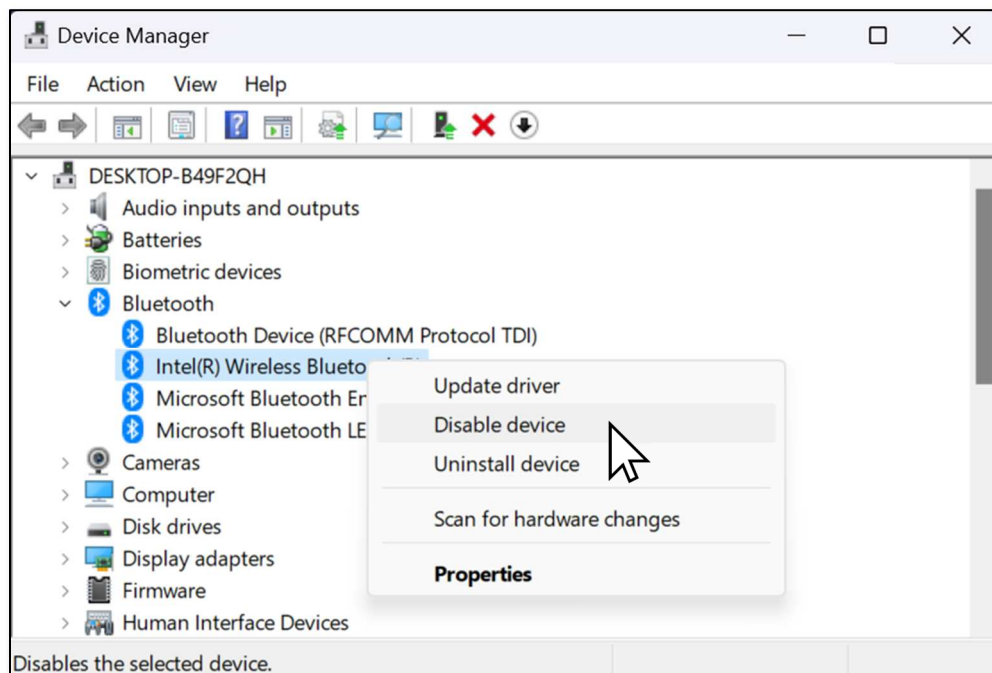 Device Manager
File Action View Help
DESKTOP-B49F2QH
Audio inputs and outputs
Batteries
Biometric devices
Bluetooth
Bluetooth Device (RFCOMM Protocol TDI)
Intel(R) Wireless Blueto
Microsoft Bluetooth Er
Microsoft Bluetooth LE
Cameras
Computer
Disk drives
Display adapters
Firmware
Human Interface Devices
Update driver
Disable device
Uninstall device
Scan for hardware changes
Properties
Disables the selected device.